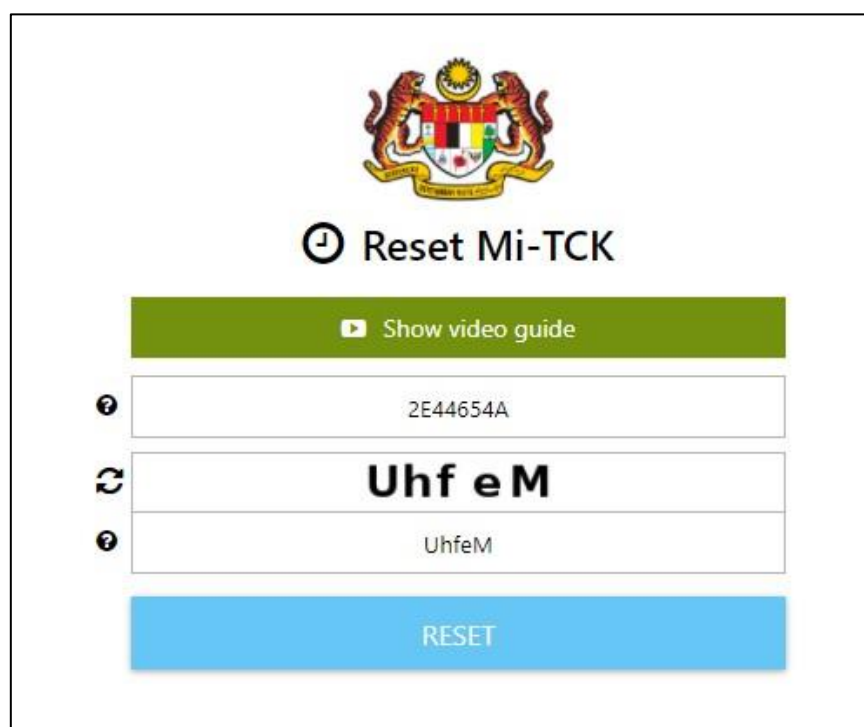 Reset Mi-TCK
Show video guide
2E44654A
Uhf eM
UhfeM
RESET